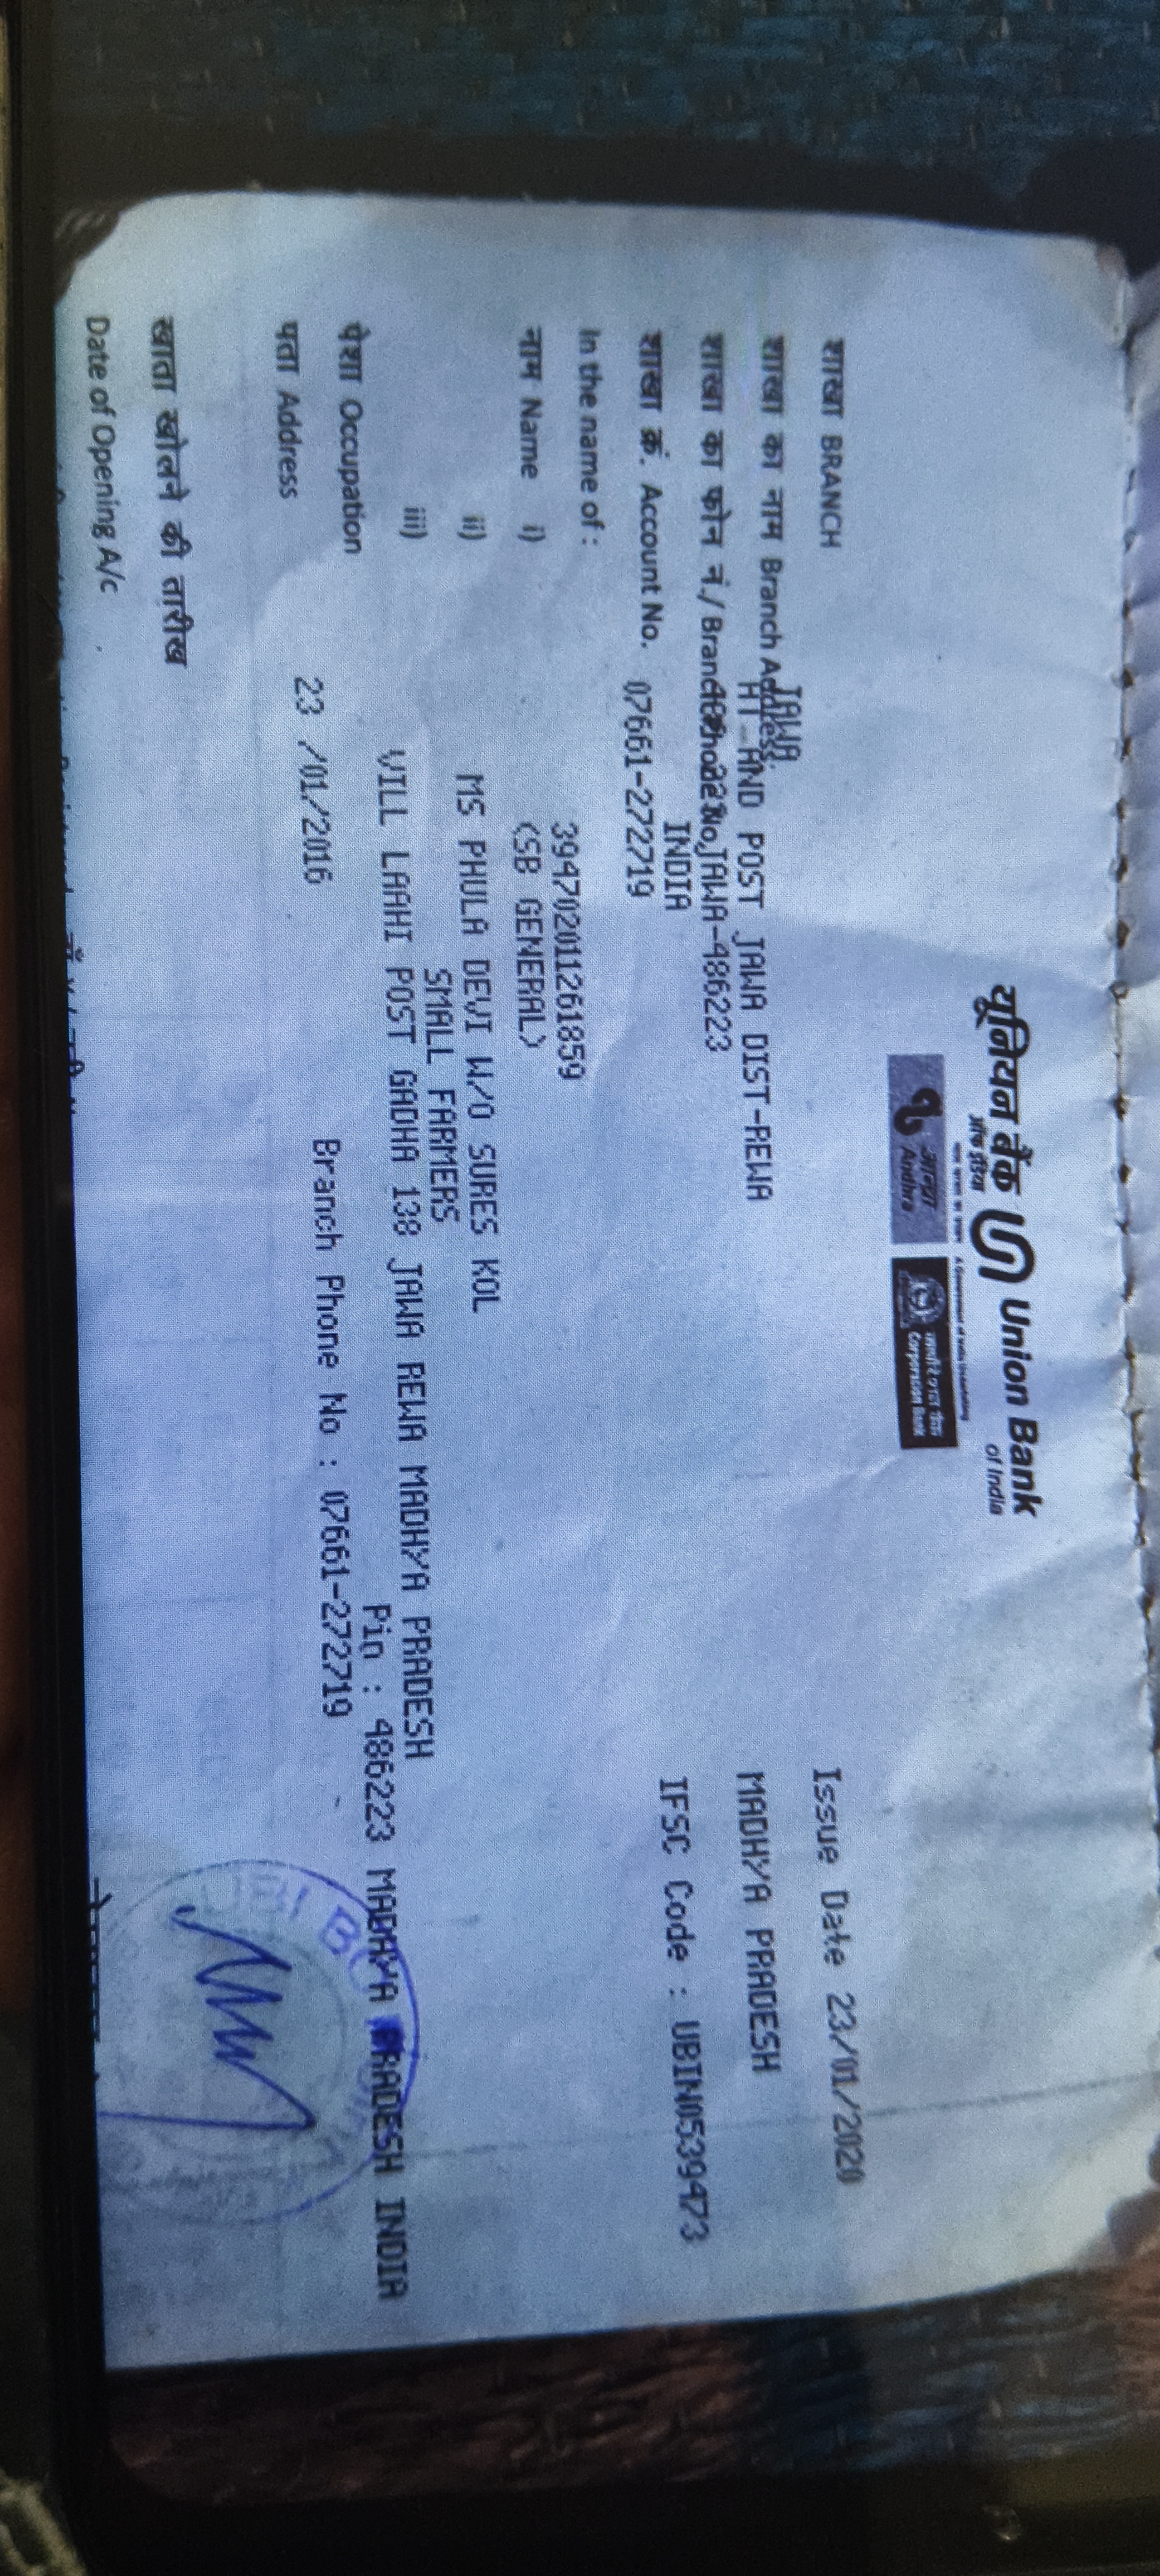 यूनियन बैंक Union Bank
ऑफ इंडिया of India
आन्ध्रा
Andhra
Corporation Bank
शाखा BRANCH
Issue Date 23/01/2020
JAWA
शाखा का नाम Branch Address.
AT AND POST JAWA DIST-REWA MADHYA PRADESH
शाखा का फोन नं./ Branch Phone No. JAWA-486223
INDIA IFSC Code : UBIN0539473
शाखा क्रं. Account No. 07661-272719
394702011261859
In the name of :
(SB GENERAL)
नाम Name i)
MS PHULA DEVI W/O SURES KOL
ii)
SMALL FARMERS
iii)
VILL LAAHI POST GADHA 138 JAWA REWA MADHYA PRADESH
पेशा Occupation
Pin : 486223 MADHYA PRADESH INDIA
Branch Phone No : 07661-272719
23 /01/2016
पता Address
UBI
खाता खोलने की तारीख
Date of Opening A/c